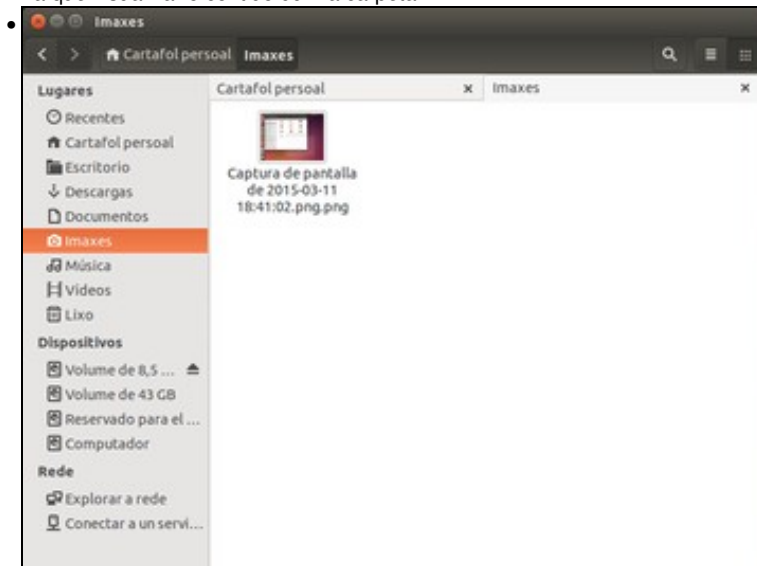 Imaxes
Cartafol persoal Imaxes
Lugares
Cartafol persoal
Imaxes
Recentes
Cartafol persoal
Escritorio
Descargas
Documentos
Imaxes
Música
Vídeos
Lixo
Captura de pantalla
de 2015-03-11
18:41:02.png.png
Dispositivos
Volume de 8,5 ...
Volume de 43 GB
Reservado para el ...
Computador
Rede
Explorar a rede
Conectar a un servi...